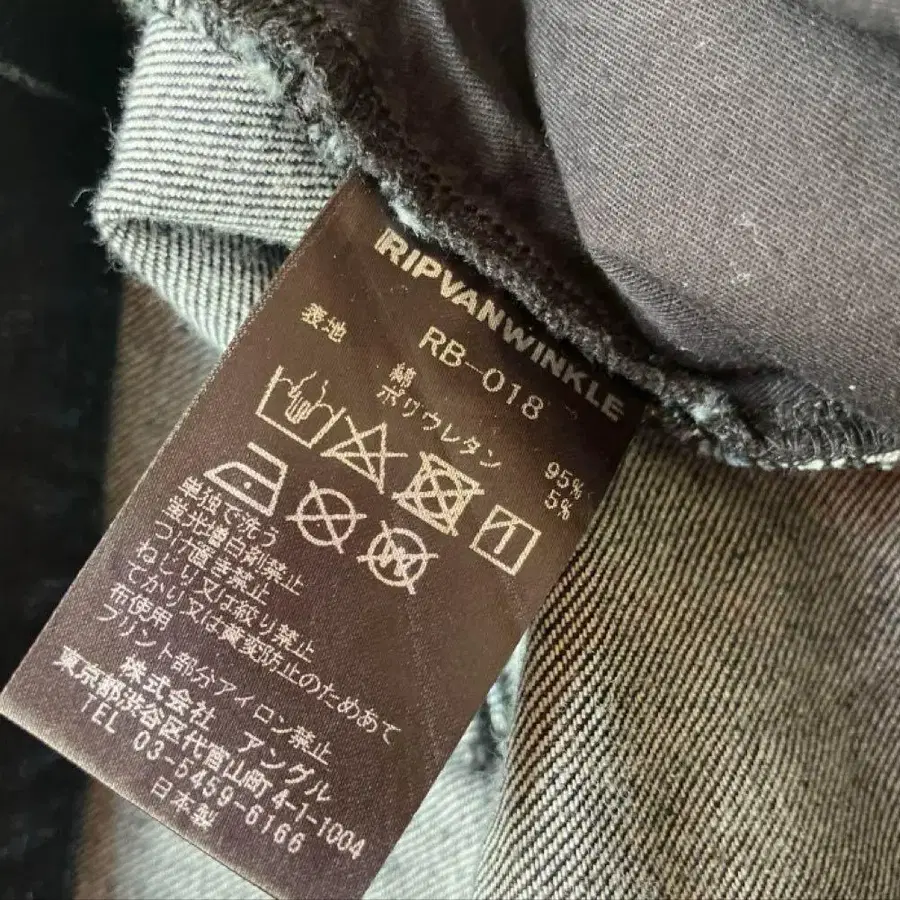 RIPVANWINKLE
RB-018
表地 綿 95%
ポリウレタン 5%
単独で洗う
蛍光増白剤禁止
つけ置き禁止
ねじり又は絞り禁止
てかり又は黄変防止のためあて
布使用
プリント部分アイロン禁止
株式会社 アングル
東京都渋谷区代官山町4-1-1004
TEL 03-5459-6166
日本製